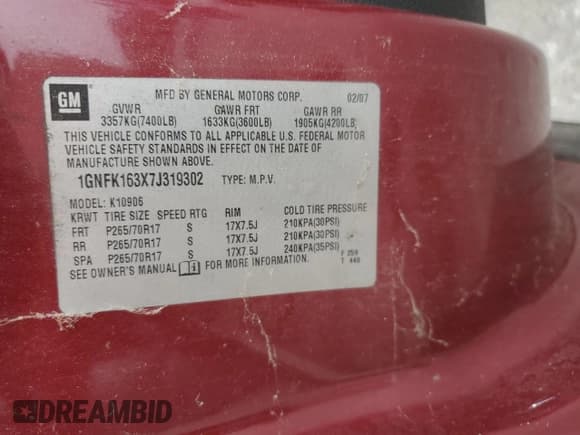 GM
MFD BY GENERAL MOTORS CORP. 02/07
GVWR GAWR FRT GAWR RR
3357KG(7400LB) 1633KG(3600LB) 1905KG(4200LB)
THIS VEHICLE CONFORMS TO ALL APPLICABLE U.S. FEDERAL MOTOR
VEHICLE SAFETY STANDARDS IN EFFECT ON THE DATE OF
MANUFACTURE SHOWN ABOVE.
1GNFK163X7J319302 TYPE: M.P.V.
MODEL: K10906
KRWT TIRE SIZE SPEED RTG RIM COLD TIRE PRESSURE
FRT P265/70R17 S 17X7.5J 210KPA(30PSI)
RR P265/70R17 S 17X7.5J 210KPA(30PSI)
SPA P265/70R17 S 17X7.5J 240KPA(35PSI)
F 059
SEE OWNER'S MANUAL FOR MORE INFORMATION. T 440
DREAMBID